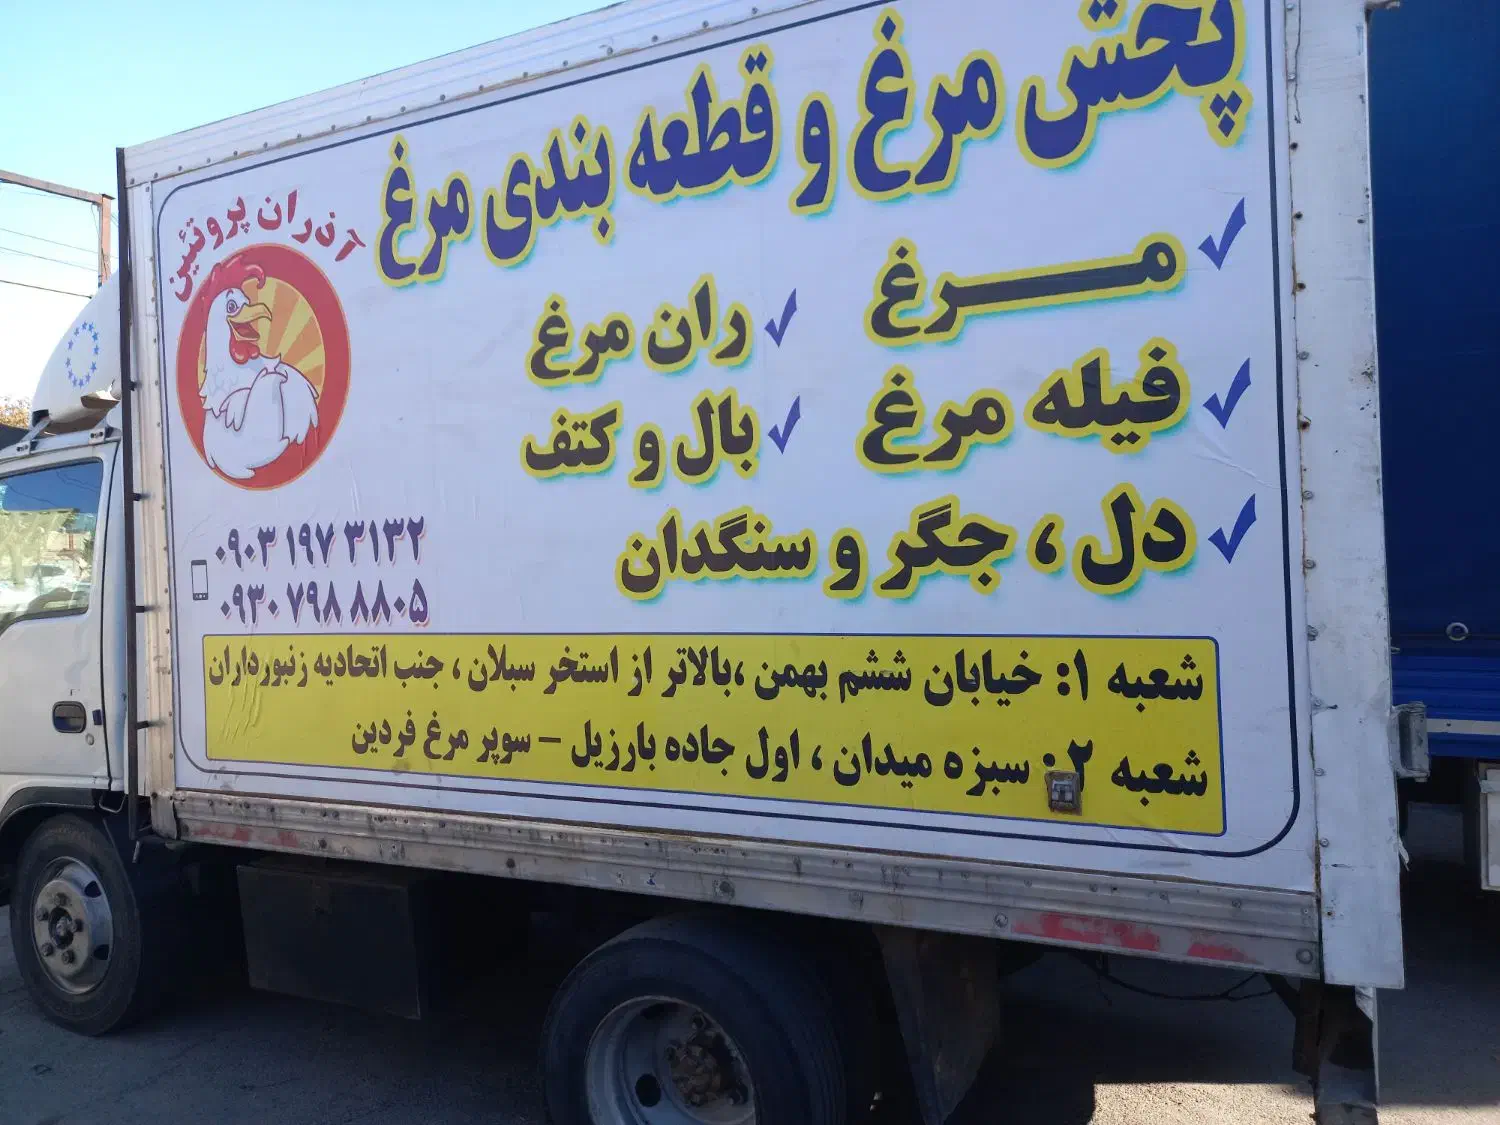 پخش مرغ و قطعه بندی مرغ
آذران پروتئین
✓ مــرغ
✓ ران مرغ
✓ فیله مرغ
✓ بال و کتف
✓ دل ، جگر و سنگدان
۰۹۰۳ ۱۹۷ ۳۱۳۲
۰۹۳۰ ۷۹۸ ۸۸۰۵
شعبه ۱: خیابان ششم بهمن ،بالاتر از استخر سبلان ، جنب اتحادیه زنبورداران
شعبه ۲: سبزه میدان ، اول جاده بارزیل – سوپر مرغ فردین